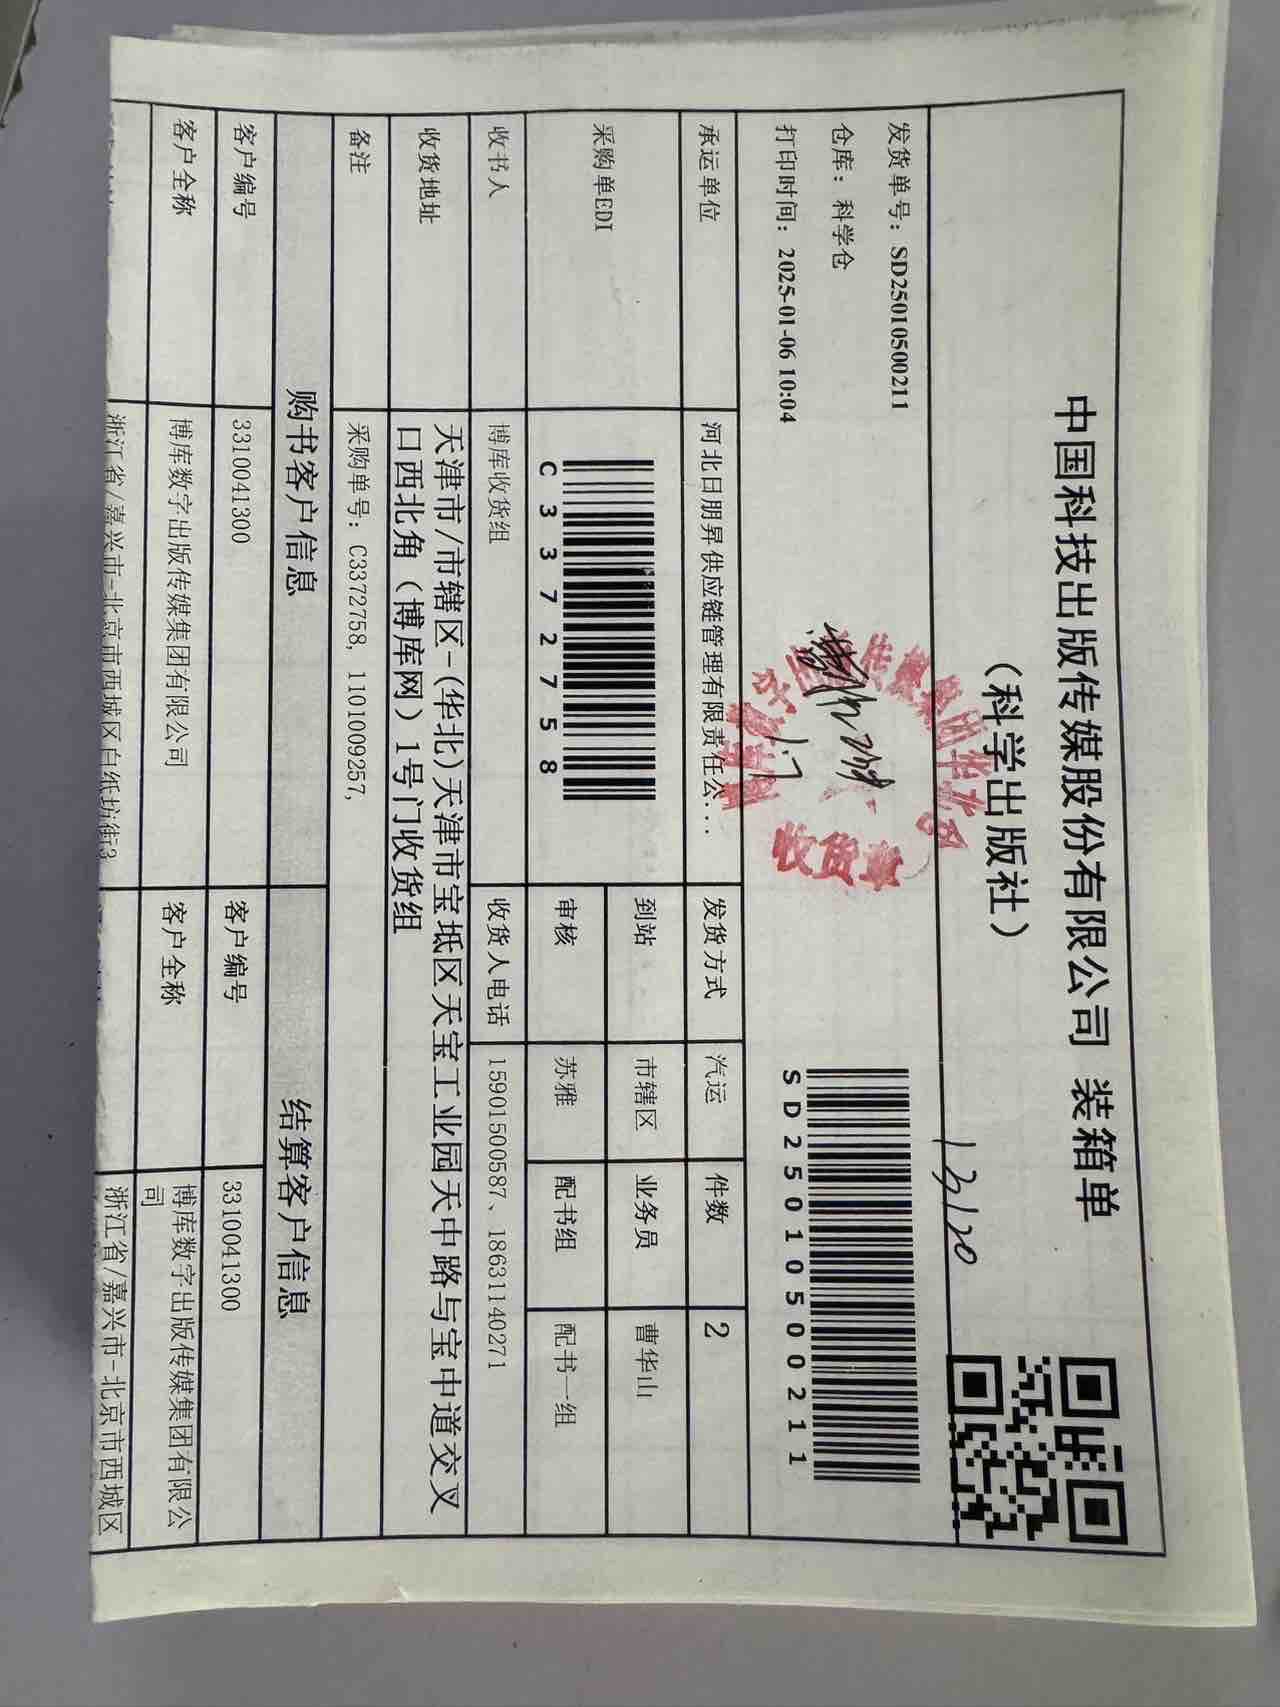 中国科技出版传媒股份有限公司 装箱单
（科学出版社）
发货单号：SD25010500211
仓库：科学仓
打印时间：2025-01-06 10:04
SD25010500211
13120
1.7
收货章
承运单位 河北日朋昇供应链管理有限责任公... 发货方式 汽运 件数 2
采购单EDI C3372758 到站 市辖区 业务员 曹华山
审核 苏雅 配书组 配书一组
收书人 博库收货组 收货人电话 15901500587、18631140271
收货地址 天津市/市辖区-(华北)天津市宝坻区天宝工业园天中路与宝中道交叉
口西北角（博库网）1号门收货组
备注 采购单号：C3372758, 1101009257,
购书客户信息 结算客户信息
客户编号 3310041300 客户编号 3310041300
客户全称 博库数字出版传媒集团有限公司 客户全称 博库数字出版传媒集团有限公
司
浙江省/嘉兴市-北京市西城区白纸坊街3 浙江省/嘉兴市-北京市西城区